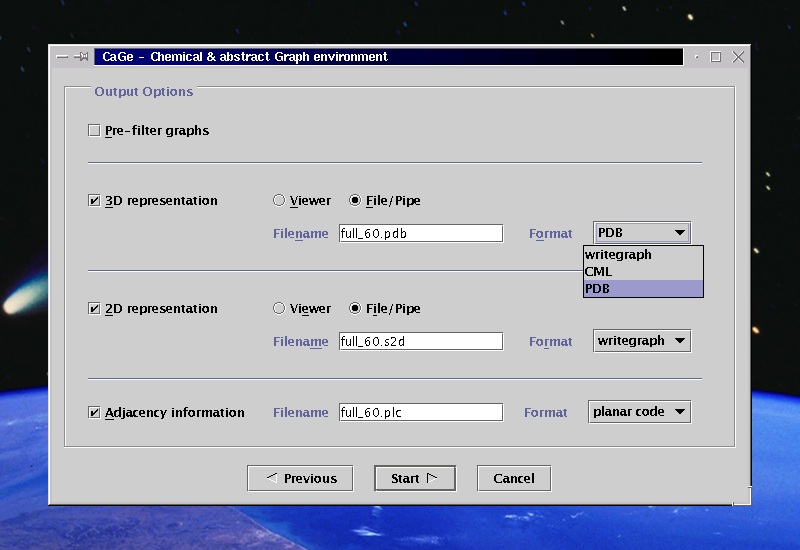 CaGe - Chemical & abstract Graph environment
Output Options
Pre-filter graphs
3D representation Viewer File/Pipe
Filename full_60.pdb Format PDB
writegraph
CML
PDB
2D representation Viewer File/Pipe
Filename full_60.s2d Format writegraph
Adjacency information Filename full_60.plc Format planar code
Previous Start Cancel